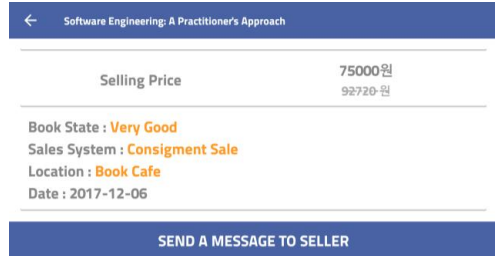 Software Engineering: A Practitioner's Approach
Selling Price
75000원
92720 원
Book State : Very Good
Sales System : Consignment Sale
Location : Book Cafe
Date : 2017-12-06
SEND A MESSAGE TO SELLER